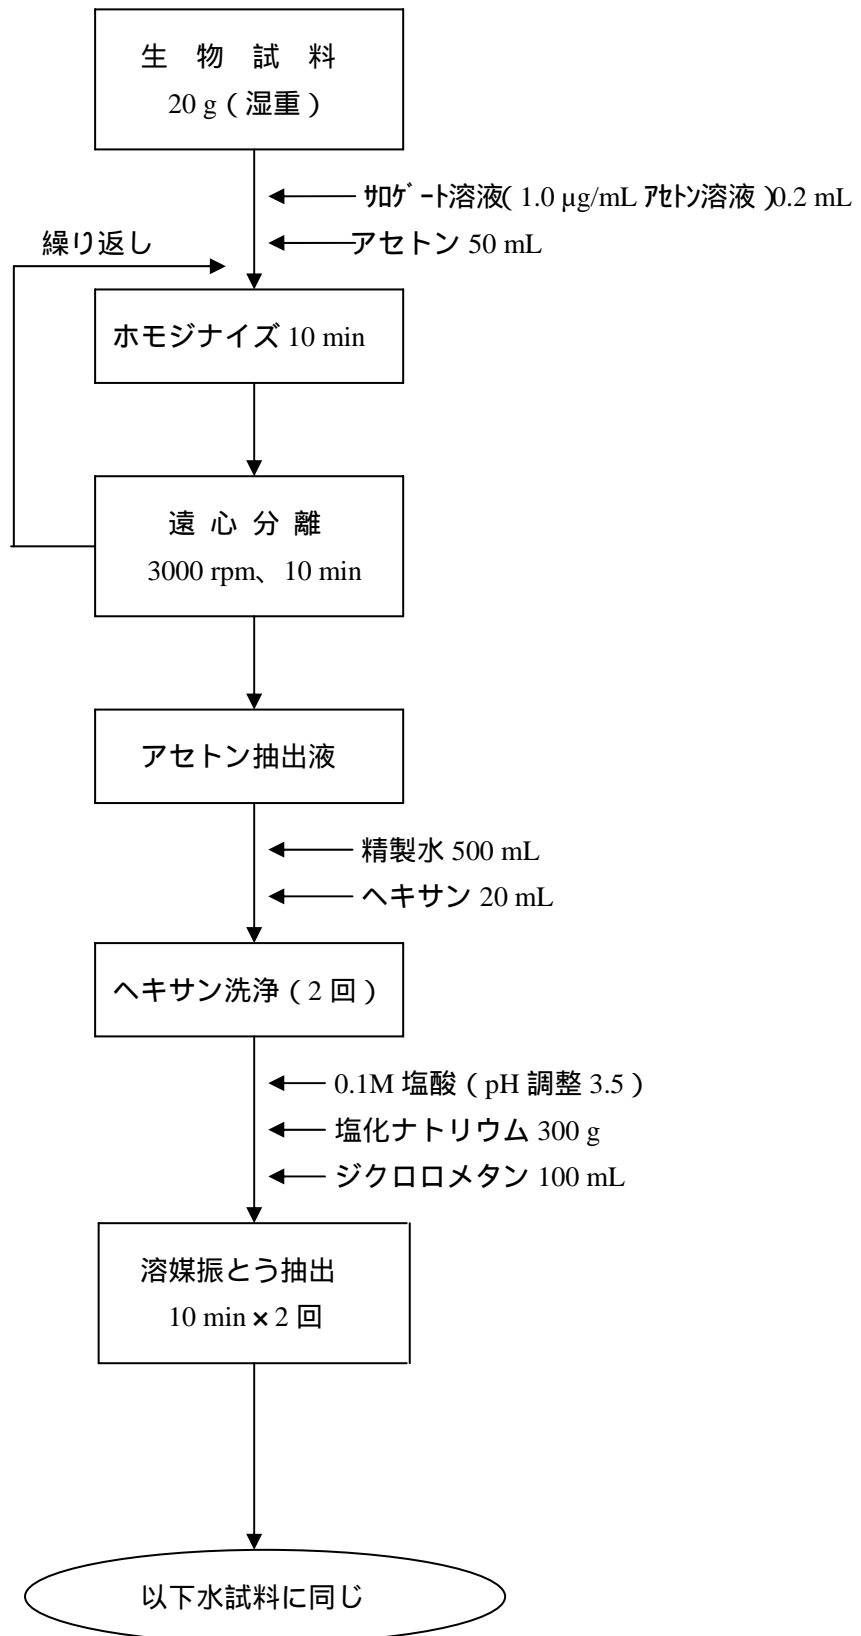 生 物 試 料
20 g（湿重）
サロゲート溶液（1.0 μg/mL アセトン溶液）0.2 mL
繰り返し
アセトン 50 mL
ホモジナイズ 10 min
遠 心 分 離
3000 rpm、10 min
アセトン抽出液
精製水 500 mL
ヘキサン 20 mL
ヘキサン洗浄（2 回）
0.1M 塩酸（pH 調整 3.5）
塩化ナトリウム 300 g
ジクロロメタン 100 mL
溶媒振とう抽出
10 min × 2 回
以下水試料に同じ